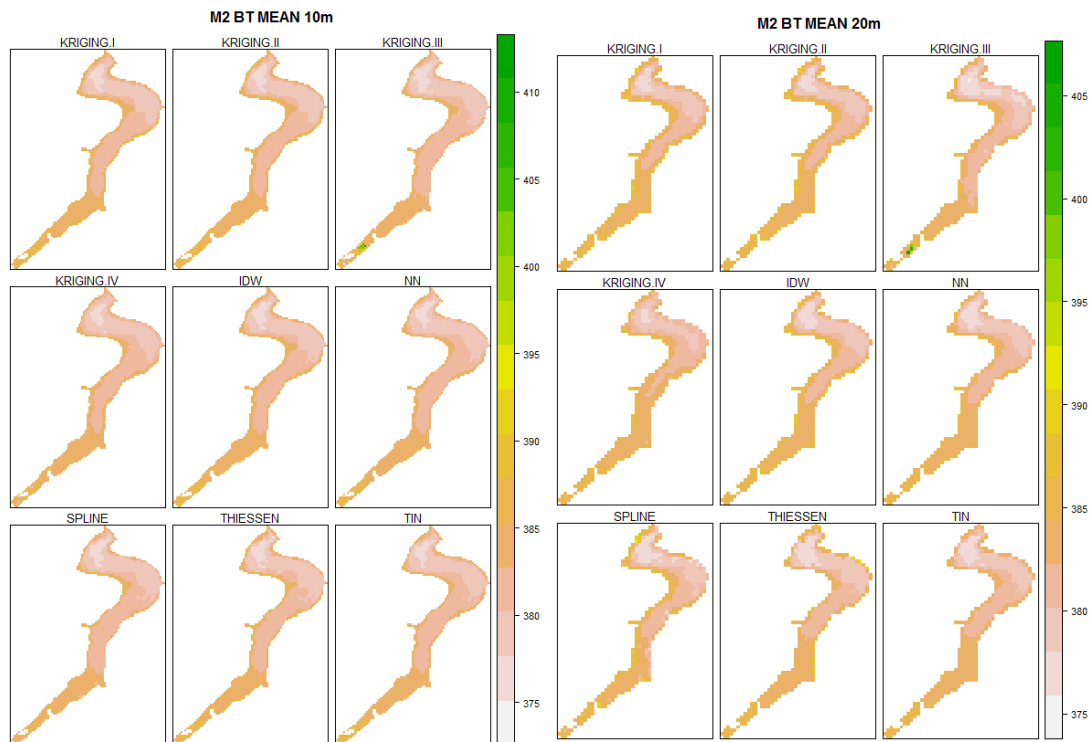 M2 BT MEAN 10m
KRIGING.I KRIGING.II KRIGING.III
KRIGING.IV IDW NN
SPLINE THIESSEN TIN
410
405
400
395
390
385
380
375
M2 BT MEAN 20m
KRIGING.I KRIGING.II KRIGING.III
KRIGING.IV IDW NN
SPLINE THIESSEN TIN
405
400
395
390
385
380
375